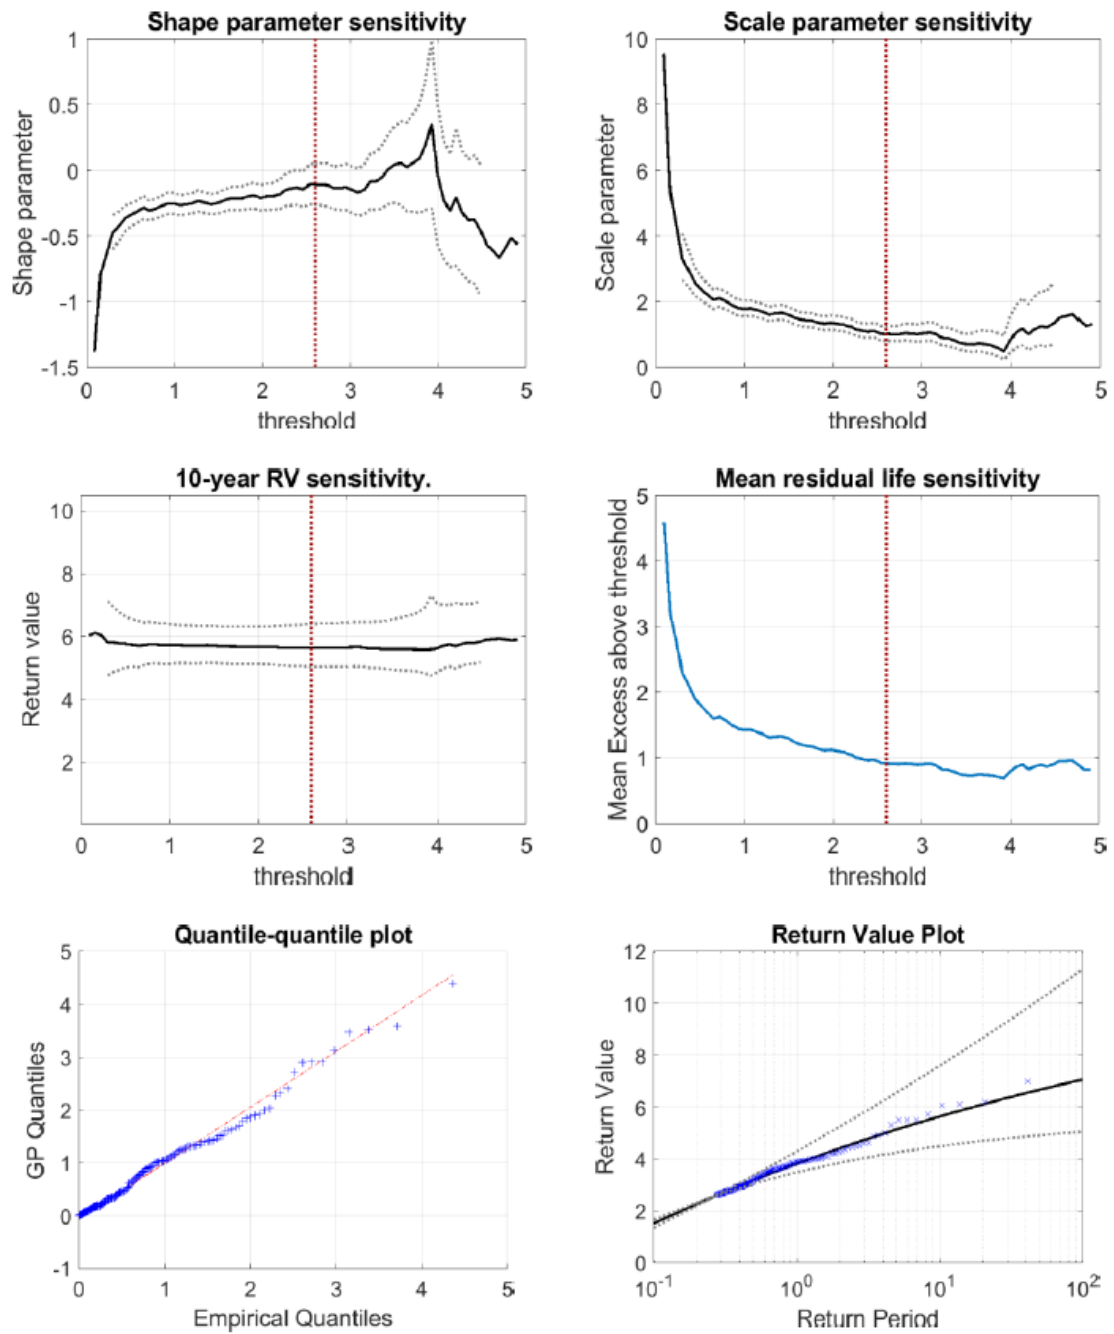 Shape parameter sensitivity
Shape parameter
1
0.5
0
-0.5
-1
-1.5
0 1 2 3 4 5
threshold
Scale parameter sensitivity
Scale parameter
10
8
6
4
2
0
0 1 2 3 4 5
threshold
10-year RV sensitivity.
Return value
10
8
6
4
2
0 1 2 3 4 5
threshold
Mean residual life sensitivity
Mean Excess above threshold
5
4
3
2
1
0
0 1 2 3 4 5
threshold
Quantile-quantile plot
GP Quantiles
5
4
3
2
1
0
-1
0 1 2 3 4 5
Empirical Quantiles
Return Value Plot
Return Value
12
10
8
6
4
2
0
10-1 100 101 102
Return Period